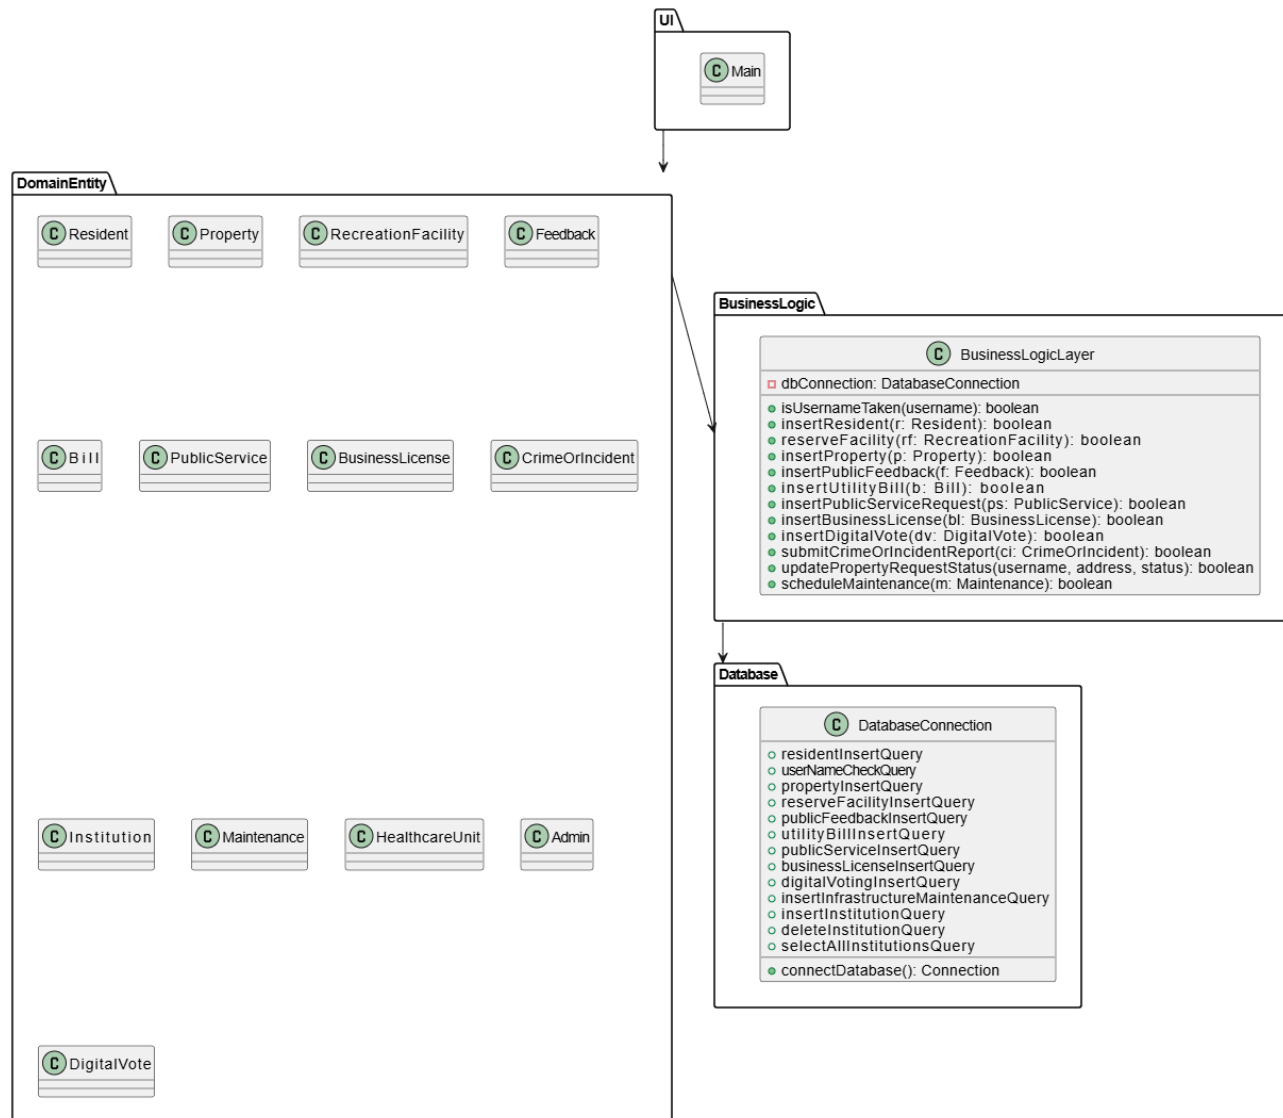 UI
C Main
DomainEntity
C Resident
C Property
C RecreationFacility
C Feedback
C Bill
C PublicService
C BusinessLicense
C CrimeOrIncident
C Institution
C Maintenance
C HealthcareUnit
C Admin
C DigitalVote
BusinessLogic
C BusinessLogicLayer
dbConnection: DatabaseConnection
isUsernameTaken(username): boolean
insertResident(r: Resident): boolean
reserveFacility(rf: RecreationFacility): boolean
insertProperty(p: Property): boolean
insertPublicFeedback(f: Feedback): boolean
insertUtilityBill(b: Bill): boolean
insertPublicServiceRequest(ps: PublicService): boolean
insertBusinessLicense(bl: BusinessLicense): boolean
insertDigitalVote(dv: DigitalVote): boolean
submitCrimeOrIncidentReport(ci: CrimeOrIncident): boolean
updatePropertyRequestStatus(username, address, status): boolean
scheduleMaintenance(m: Maintenance): boolean
Database
C DatabaseConnection
residentInsertQuery
userNameCheckQuery
propertyInsertQuery
reserveFacilityInsertQuery
publicFeedbackInsertQuery
utilityBillInsertQuery
publicServiceInsertQuery
businessLicenseInsertQuery
digitalVotingInsertQuery
insertInfrastructureMaintenanceQuery
insertInstitutionQuery
deleteInstitutionQuery
selectAllInstitutionsQuery
connectDatabase(): Connection